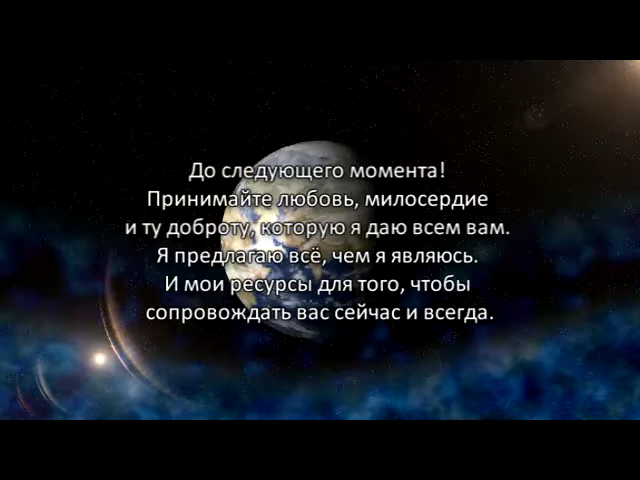 До следующего момента!
Принимайте любовь, милосердие
и ту доброту, которую я даю всем вам.
Я предлагаю всё, чем я являюсь.
И мои ресурсы для того, чтобы
сопровождать вас сейчас и всегда.